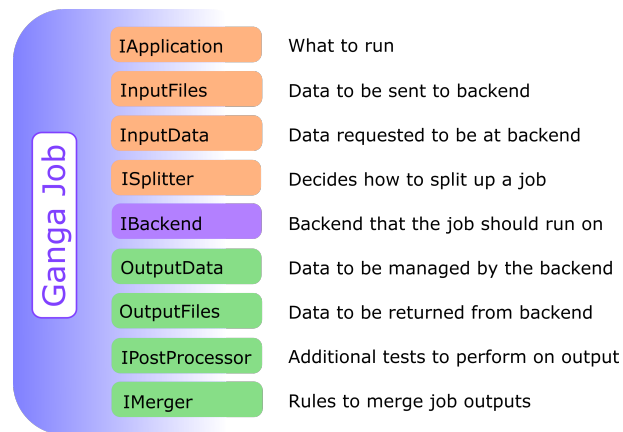 Ganga Job
IApplication What to run
InputFiles Data to be sent to backend
InputData Data requested to be at backend
ISplitter Decides how to split up a job
IBackend Backend that the job should run on
OutputData Data to be managed by the backend
OutputFiles Data to be returned from backend
IPostProcessor Additional tests to perform on output
IMerger Rules to merge job outputs